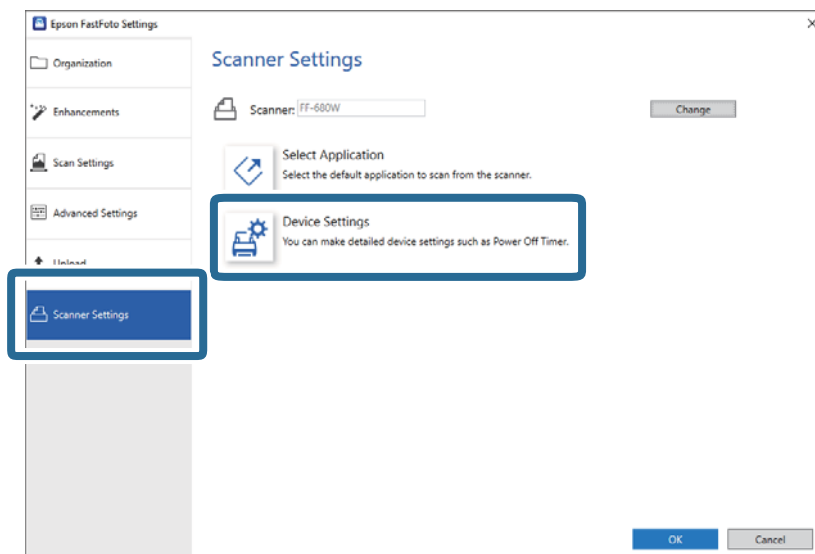 Epson FastFoto Settings
Organization
Enhancements
Scan Settings
Advanced Settings
Upload
Scanner Settings
Scanner Settings
Scanner: FF-680W
Change
Select Application
Select the default application to scan from the scanner.
Device Settings
You can make detailed device settings such as Power Off Timer.
OK
Cancel